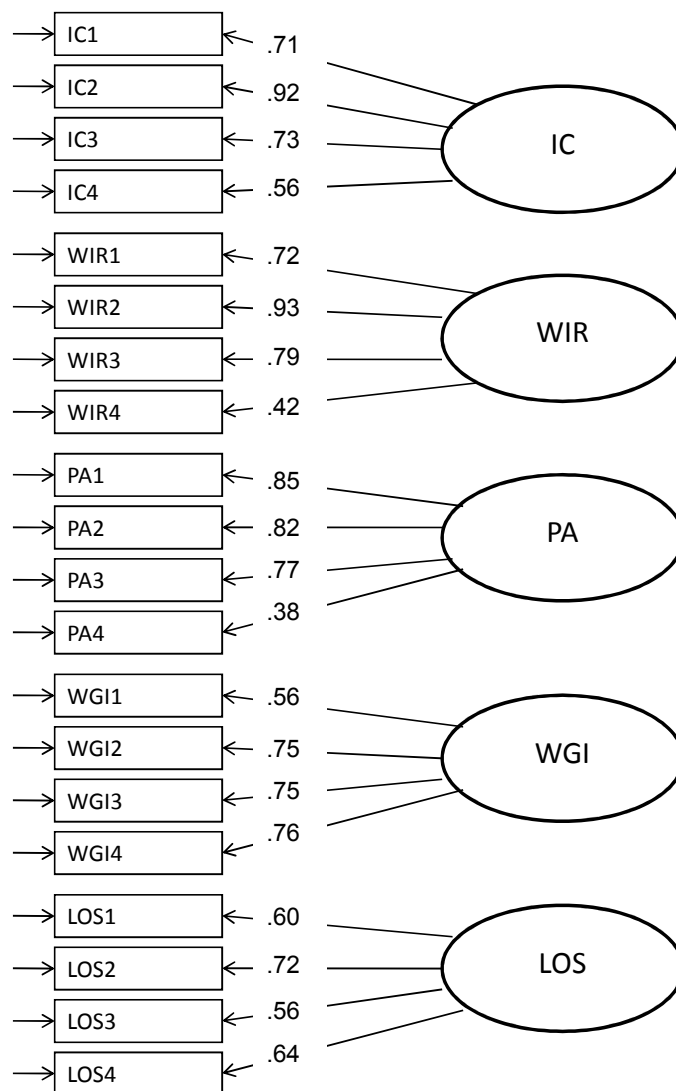 IC1 .71
IC2 .92
IC3 .73
IC4 .56
IC
WIR1 .72
WIR2 .93
WIR3 .79
WIR4 .42
WIR
PA1 .85
PA2 .82
PA3 .77
PA4 .38
PA
WGI1 .56
WGI2 .75
WGI3 .75
WGI4 .76
WGI
LOS1 .60
LOS2 .72
LOS3 .56
LOS4 .64
LOS